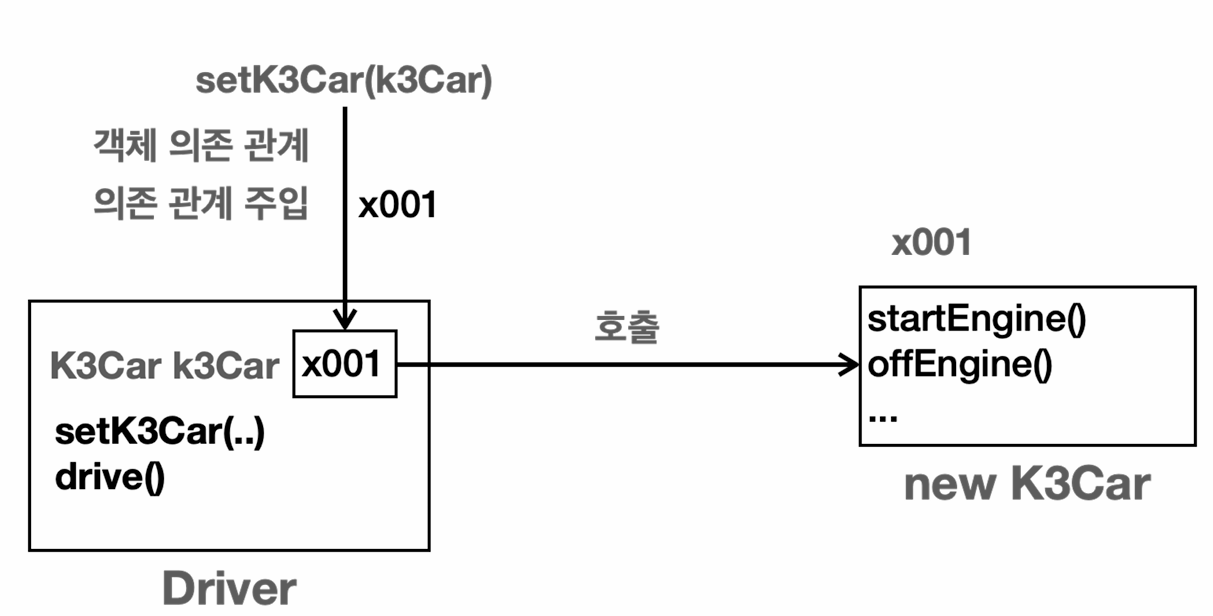 setK3Car(k3Car)
객체 의존 관계
의존 관계 주입
x001
x001
K3Car k3Car
x001
호출
startEngine()
offEngine()
...
setK3Car(..)
drive()
new K3Car
Driver